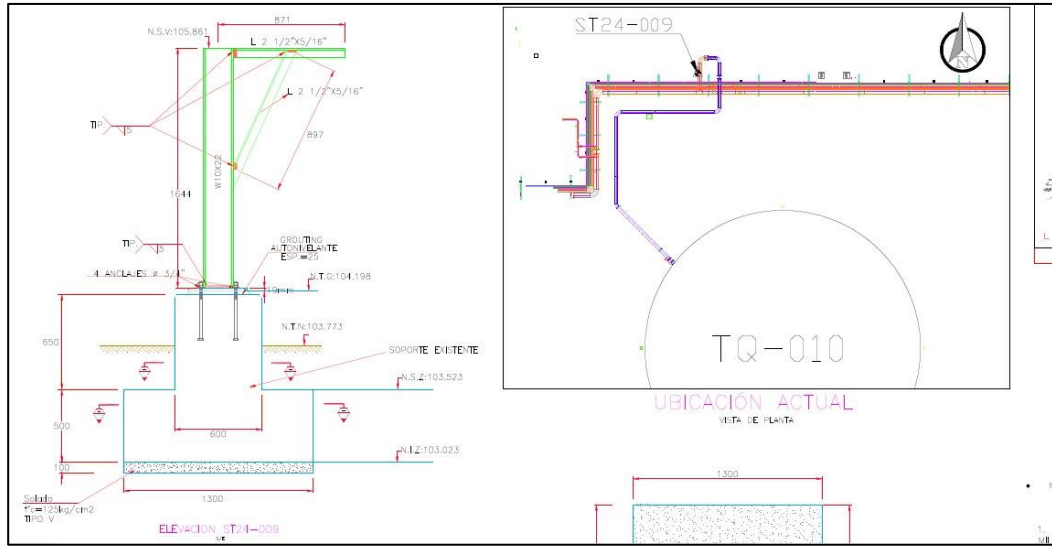 871
N.S.V:105.861
L 2 1/2"X5/16"
L 2 1/2"X5/16"
TIP.
5
897
W10X22
1644
TIP.
5
GROUTING
AUTONIVELANTE
ESP.=25
4 ANCLAJES ø 3/4"
N.T.C:104.198
10mm
N.T.N:103.773
650
SOPORTE EXISTENTE
N.S.Z:103.523
600
500
N.I.Z:103.023
100
1300
Solado
f'c=125kg/cm2
TIPO V
ELEVACION ST24-009
S/E
ST24-009
N
TQ-010
UBICACIÓN ACTUAL
VISTA DE PLANTA
1300
1.